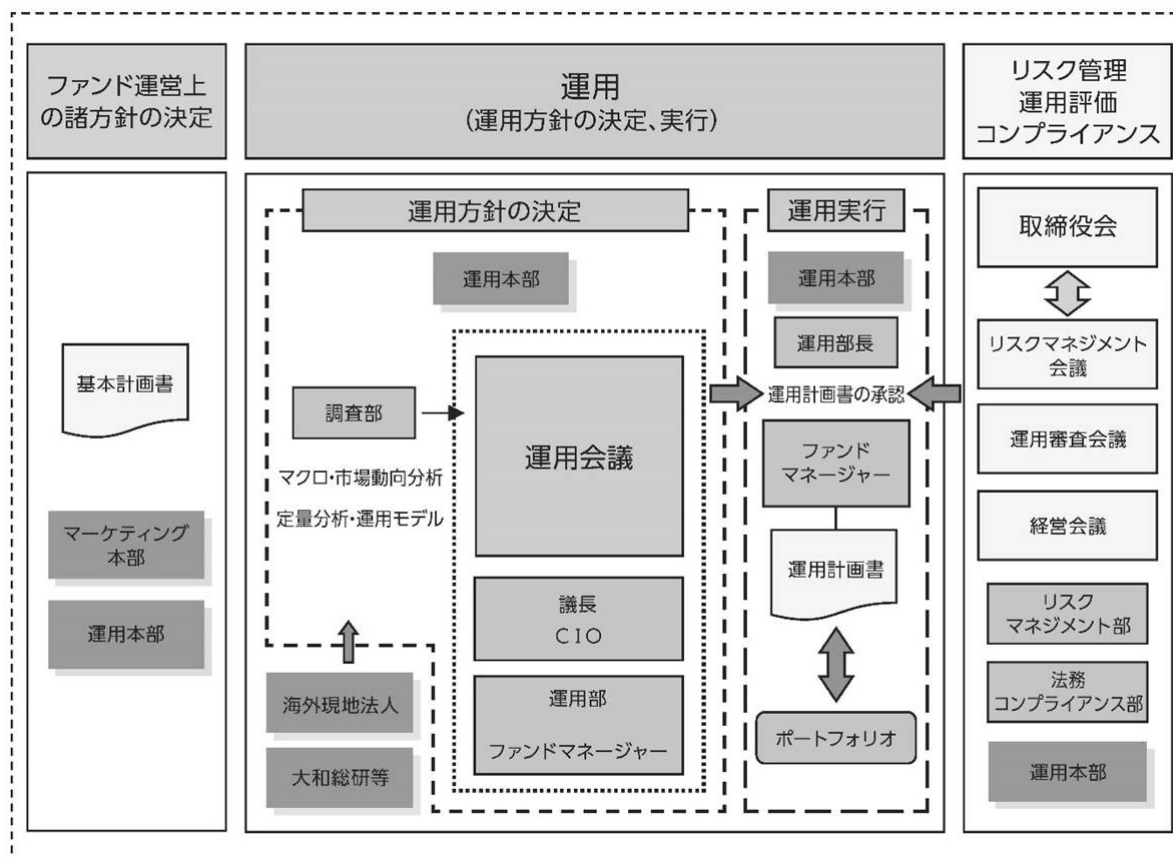 ファンド運営上
の諸方針の決定
運用
(運用方針の決定、実行)
リスク管理
運用評価
コンプライアンス
基本計画書
マーケティング
本部
運用本部
運用方針の決定
運用本部
調査部
マクロ・市場動向分析
定量分析・運用モデル
運用会議
議長
CIO
運用部
ファンドマネージャー
海外現地法人
大和総研等
運用実行
運用本部
運用部長
運用計画書の承認
ファンド
マネージャー
運用計画書
ポートフォリオ
取締役会
リスクマネジメント
会議
運用審査会議
経営会議
リスク
マネジメント部
法務
コンプライアンス部
運用本部